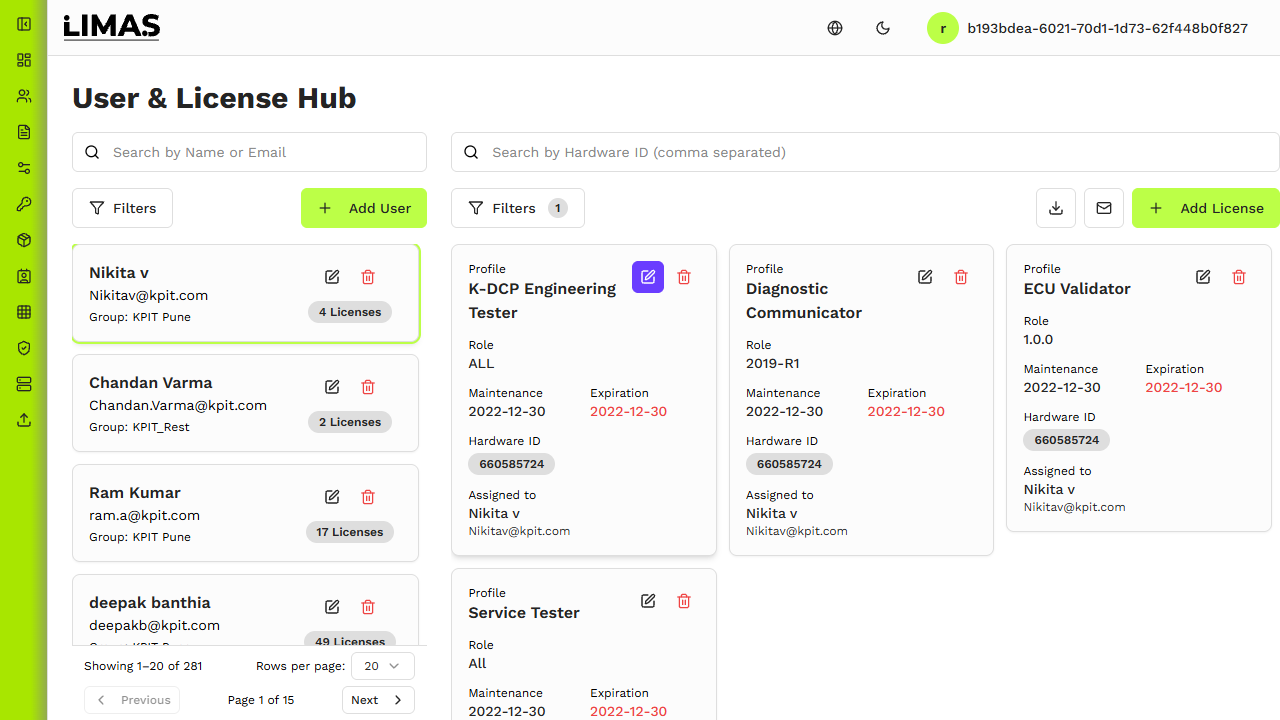 LIMAS
r
b193bdea-6021-70d1-1d73-62f448b0f827
User & License Hub
Search by Name or Email
Filters
Add User
Nikita v
Nikitav@kpit.com
Group: KPIT Pune
4 Licenses
Chandan Varma
Chandan.Varma@kpit.com
Group: KPIT_Rest
2 Licenses
Ram Kumar
ram.a@kpit.com
Group: KPIT Pune
17 Licenses
deepak banthia
deepakb@kpit.com
49 Licenses
Showing 1–20 of 281
Rows per page:
20
Previous
Page 1 of 15
Next
Search by Hardware ID (comma separated)
Filters 1
Add License
Profile
K-DCP Engineering
Tester
Role
ALL
Maintenance Expiration
2022-12-30 2022-12-30
Hardware ID
660585724
Assigned to
Nikita v
Nikitav@kpit.com
Profile
Diagnostic
Communicator
Role
2019-R1
Maintenance Expiration
2022-12-30 2022-12-30
Hardware ID
660585724
Assigned to
Nikita v
Nikitav@kpit.com
Profile
ECU Validator
Role
1.0.0
Maintenance Expiration
2022-12-30 2022-12-30
Hardware ID
660585724
Assigned to
Nikita v
Nikitav@kpit.com
Profile
Service Tester
Role
All
Maintenance Expiration
2022-12-30 2022-12-30